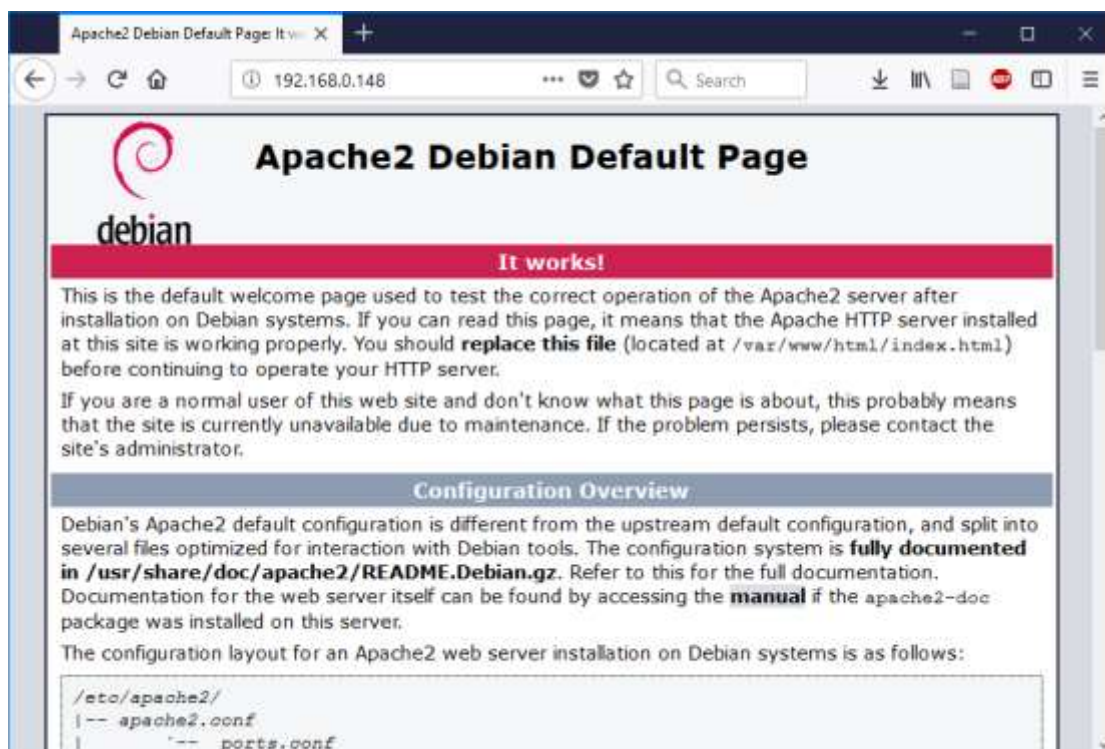 Apache2 Debian Default Page: It w
192.168.0.148
Search
debian
Apache2 Debian Default Page
It works!
This is the default welcome page used to test the correct operation of the Apache2 server after
installation on Debian systems. If you can read this page, it means that the Apache HTTP server installed
at this site is working properly. You should replace this file (located at /var/www/html/index.html)
before continuing to operate your HTTP server.
If you are a normal user of this web site and don't know what this page is about, this probably means
that the site is currently unavailable due to maintenance. If the problem persists, please contact the
site's administrator.
Configuration Overview
Debian's Apache2 default configuration is different from the upstream default configuration, and split into
several files optimized for interaction with Debian tools. The configuration system is fully documented
in /usr/share/doc/apache2/README.Debian.gz. Refer to this for the full documentation.
Documentation for the web server itself can be found by accessing the manual if the apache2-doc
package was installed on this server.
The configuration layout for an Apache2 web server installation on Debian systems is as follows:
/etc/apache2/
|-- apache2.conf
|       `--  ports.conf